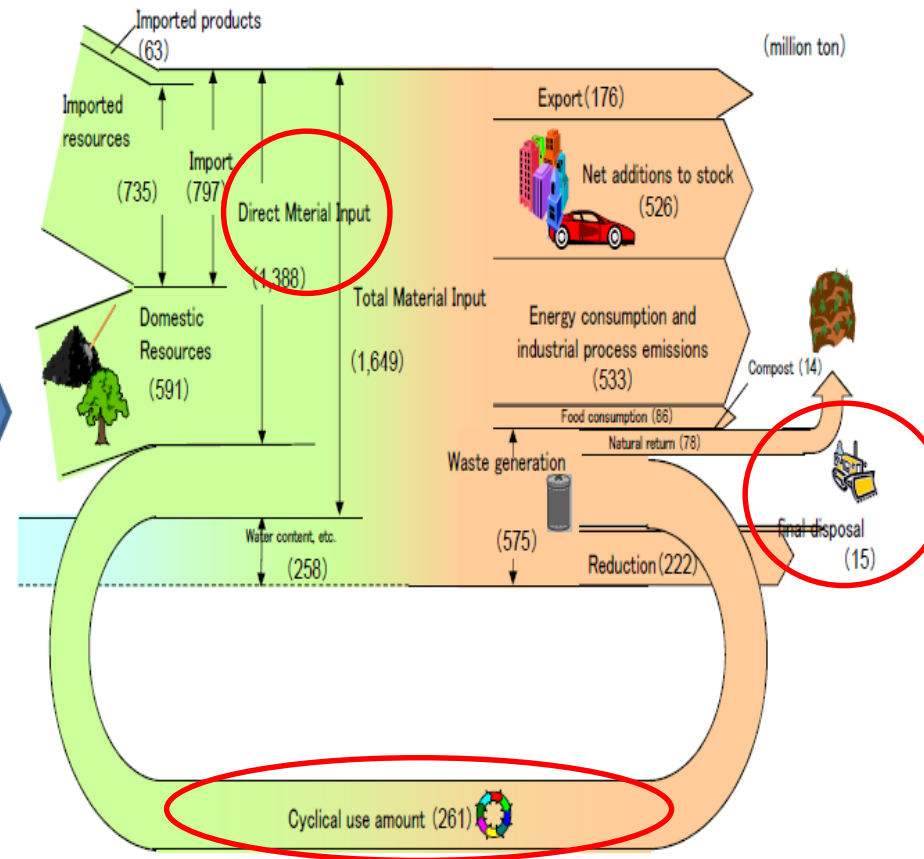 Imported products
(63)
(million ton)
Imported
resources
(735)
Import
(797)
Direct Mterial Input
(1,388)
Total Material Input
(1,649)
Domestic
Resources
(591)
Water content, etc.
(258)
Export(176)
Net additions to stock
(526)
Energy consumption and
industrial process emissions
(533)
Compost (14)
Food consumption (86)
Natural return (78)
Waste generation
(575)
Reduction(222)
final disposal
(15)
Cyclical use amount (261)